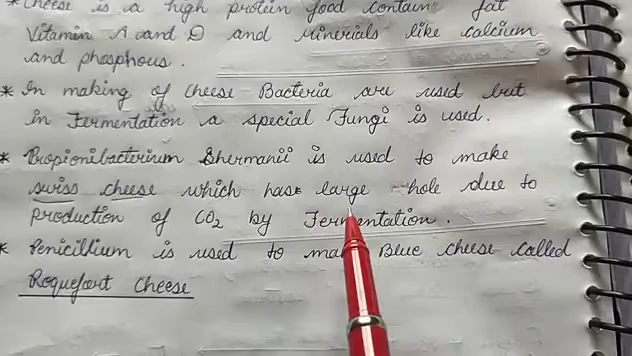 * Cheese is a high protein food contain fat
Vitamin A and D and Minerals like calcium
and phosphous.
* In making of Cheese Bacteria are used but
in Fermentation a special Fungi is used.
* Propionibacterium Shermanii is used to make
swiss cheese which has large hole due to
production of CO₂ by Fermentation.
* Penicillium is used to ma Blue cheese called
Roquefort Cheese